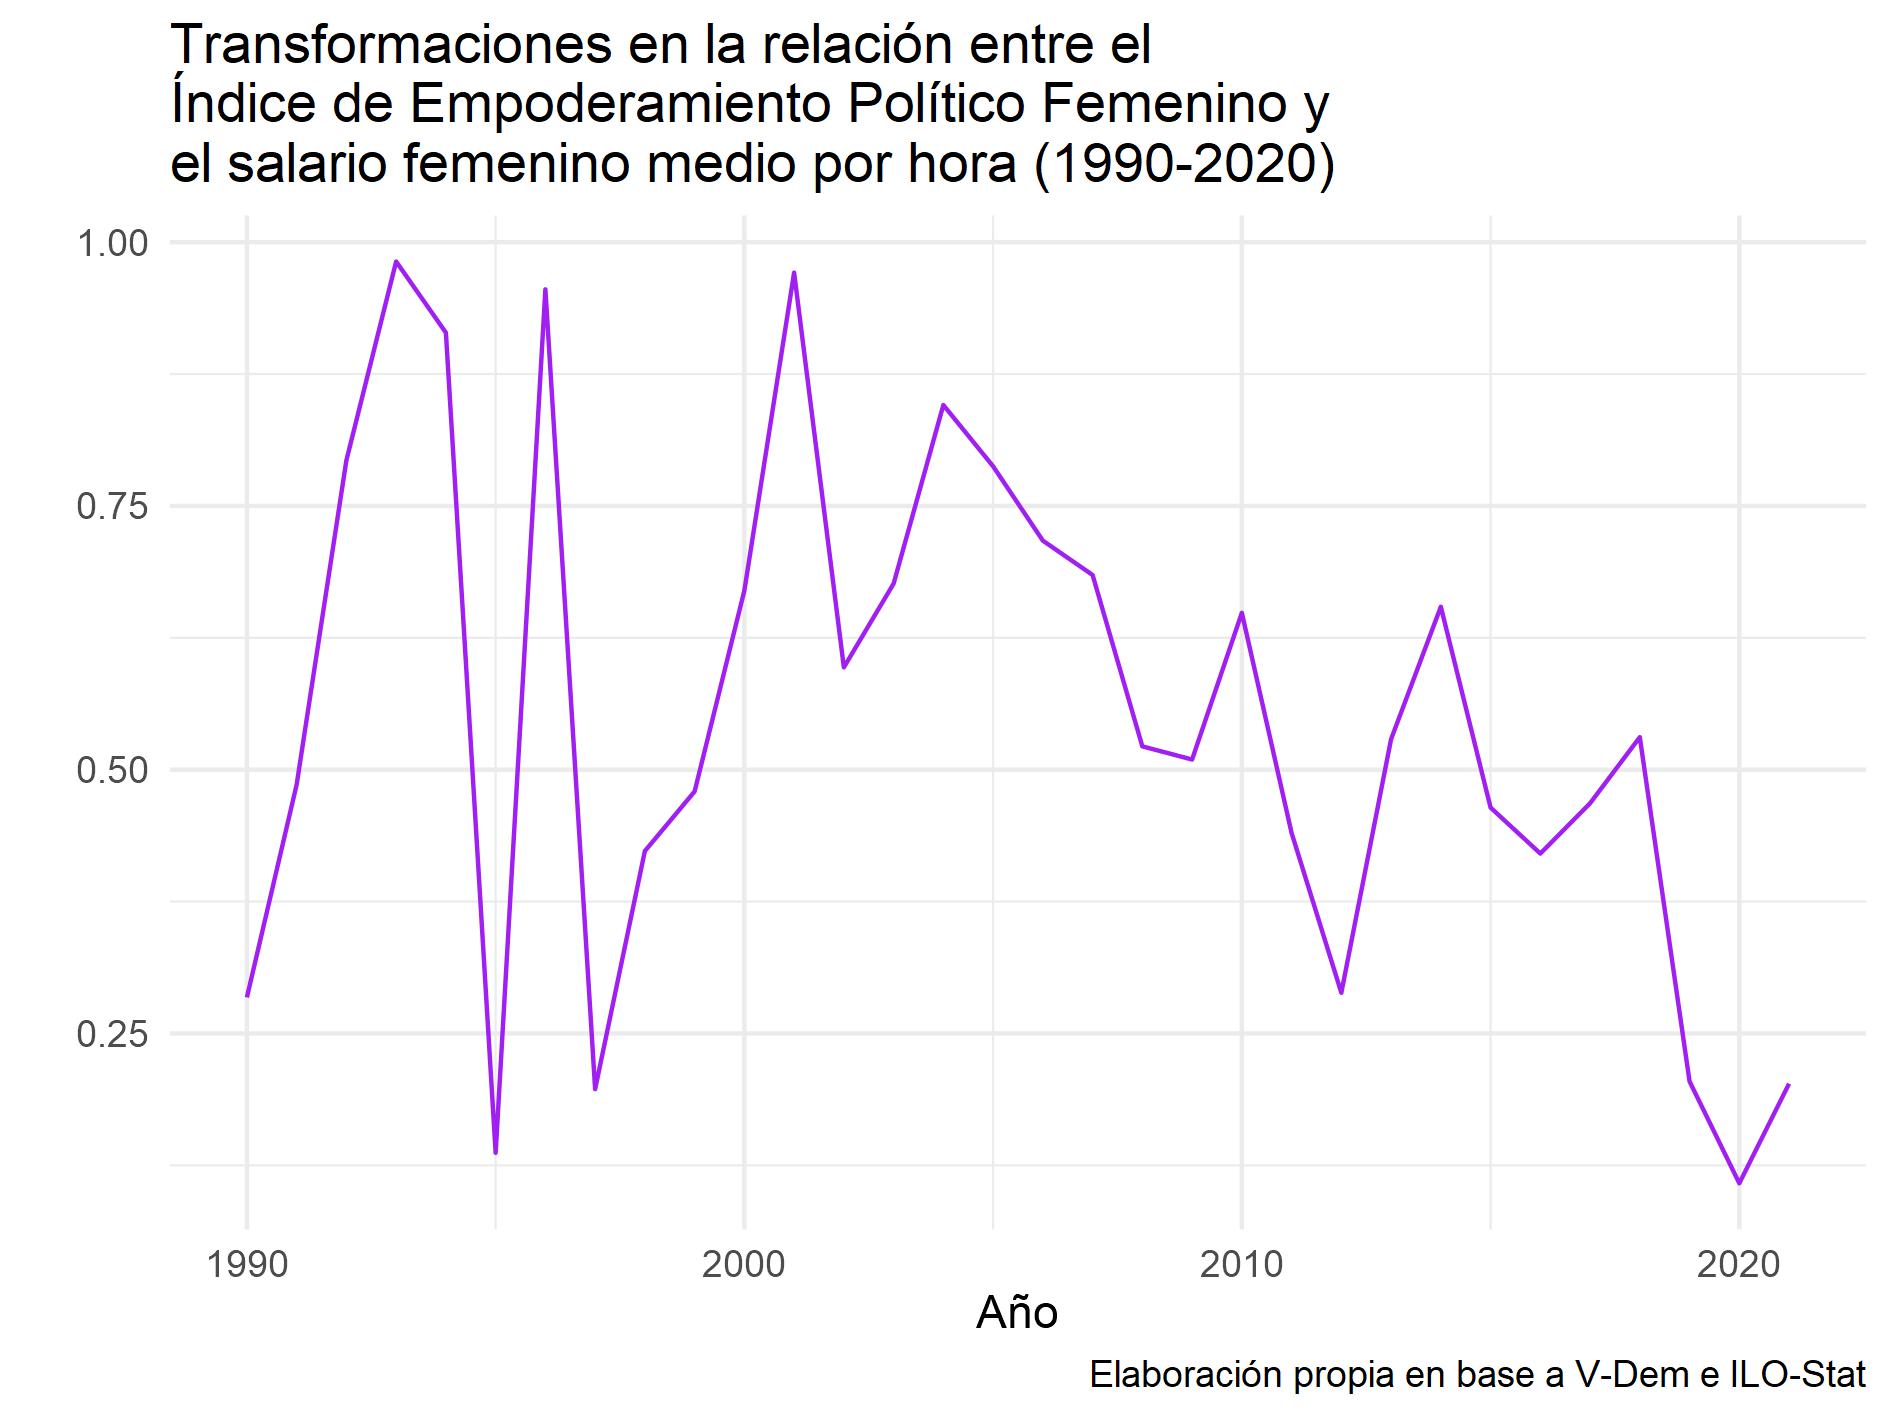 Transformaciones en la relación entre el
Índice de Empoderamiento Político Femenino y
el salario femenino medio por hora (1990-2020)
1.00
0.75
0.50
0.25
1990 2000 2010 2020
Año
Elaboración propia en base a V-Dem e ILO-Stat